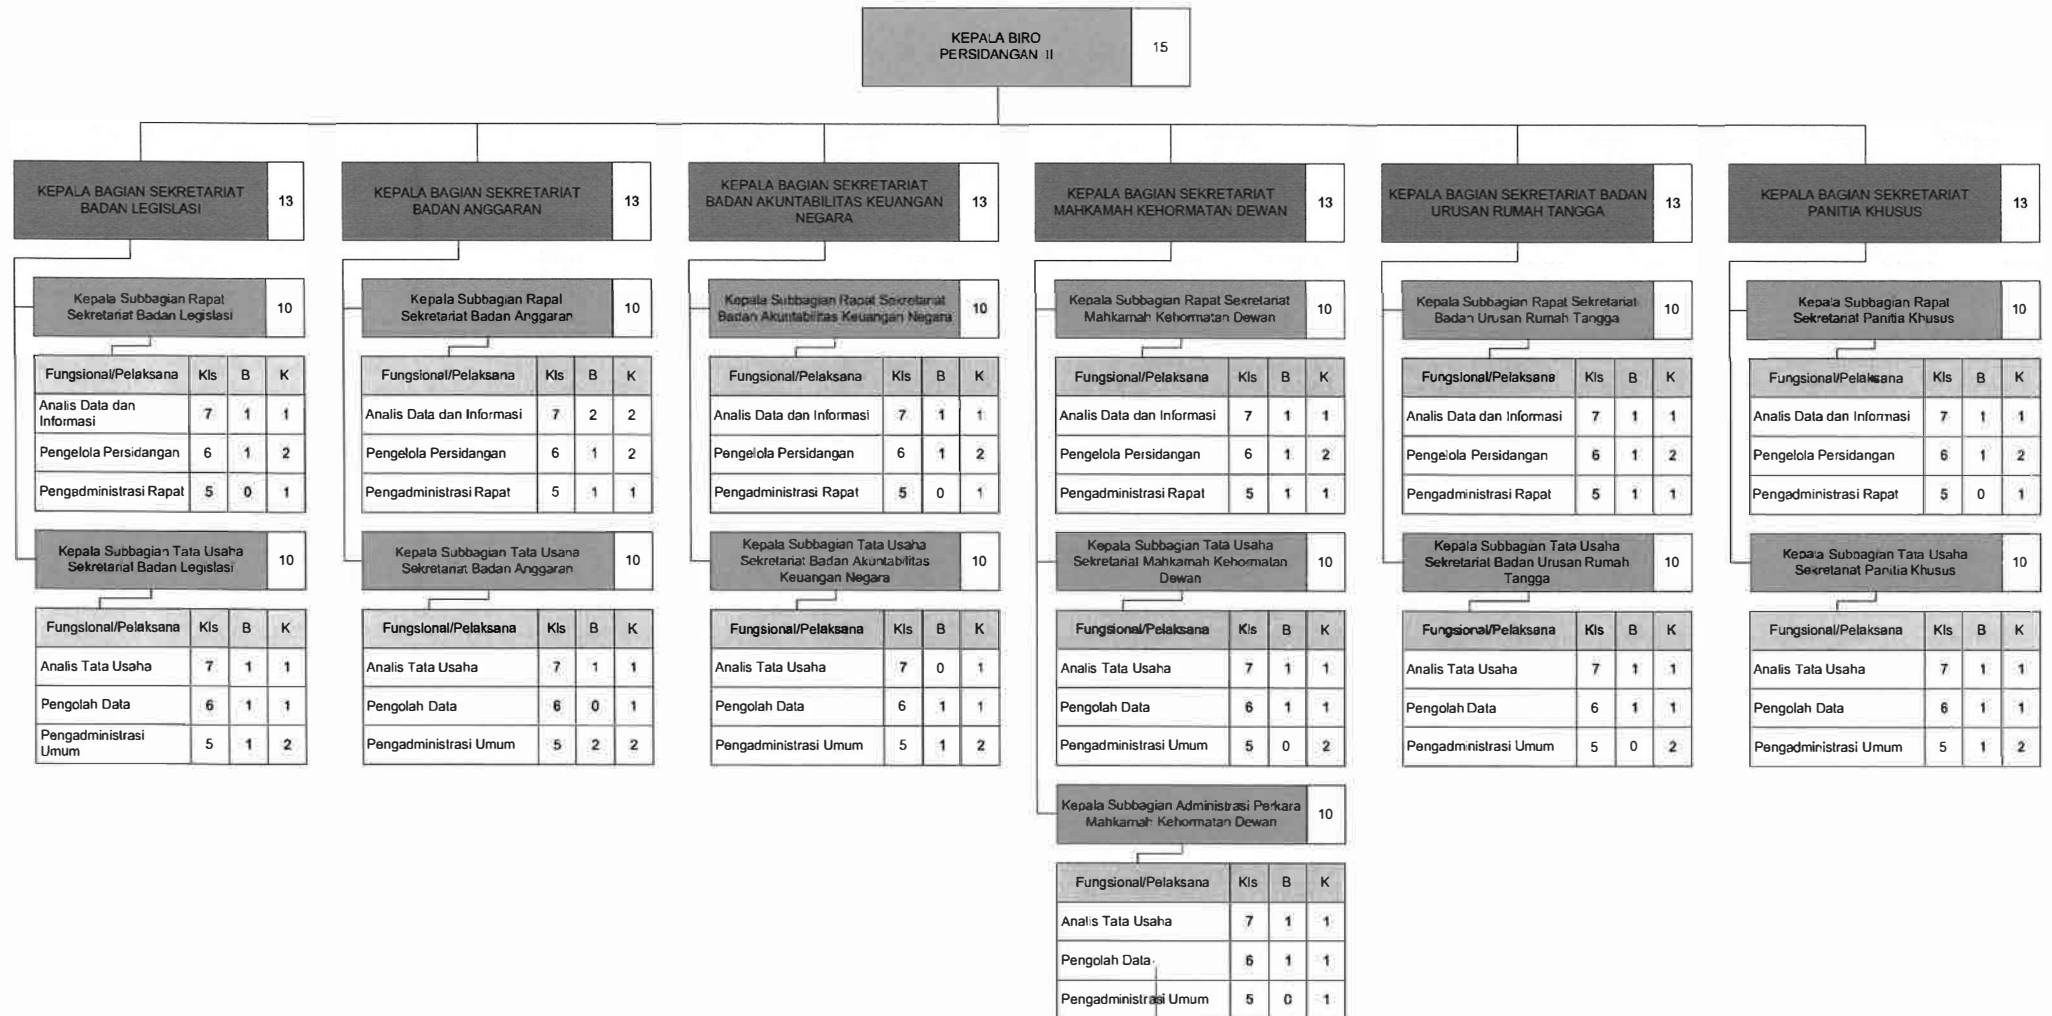 KEPALA BIRO
PERSIDANGAN II
15
KEPALA BAGIAN SEKRETARIAT
BADAN LEGISLASI
13
Kepala Subbagian Rapat
Sekretariat Badan Legislasi
10
Fungsional/Pelaksana Kls B K
Analis Data dan
Informasi
7 1 1
Pengelola Persidangan 6 1 2
Pengadministrasi Rapat 5 0 1
Kepala Subbagian Tata Usaha
Sekretariat Badan Legislasi
10
Fungsional/Pelaksana Kls B K
Analis Tata Usaha 7 1 1
Pengolah Data 6 1 1
Pengadministrasi
Umum
5 1 2
KEPALA BAGIAN SEKRETARIAT
BADAN ANGGARAN
13
Kepala Subbagian Rapat
Sekretariat Badan Anggaran
10
Fungsional/Pelaksana Kls B K
Analis Data dan Informasi 7 2 2
Pengelola Persidangan 6 1 2
Pengadministrasi Rapat 5 1 1
Kepala Subbagian Tata Usaha
Sekretariat Badan Anggaran
10
Fungsional/Pelaksana Kls B K
Analis Tata Usaha 7 1 1
Pengolah Data 6 0 1
Pengadministrasi Umum 5 2 2
KEPALA BAGIAN SEKRETARIAT
BADAN AKUNTABILITAS KEUANGAN
NEGARA
13
Kepala Subbagian Rapat Sekretariat
Badan Akuntabilitas Keuangan Negara
10
Fungsional/Pelaksana Kls B K
Analis Data dan Informasi 7 1 1
Pengelola Persidangan 6 1 2
Pengadministrasi Rapat 5 0 1
Kepala Subbagian Tata Usaha
Sekretariat Badan Akuntabilitas
Keuangan Negara
10
Fungsional/Pelaksana Kls B K
Analis Tata Usaha 7 0 1
Pengolah Data 6 1 1
Pengadministrasi Umum 5 1 2
KEPALA BAGIAN SEKRETARIAT
MAHKAMAH KEHORMATAN DEWAN
13
Kepala Subbagian Rapat Sekretariat
Mahkamah Kehormatan Dewan
10
Fungsional/Pelaksana Kls B K
Analis Data dan Informasi 7 1 1
Pengelola Persidangan 6 1 2
Pengadministrasi Rapat 5 1 1
Kepala Subbagian Tata Usaha
Sekretariat Mahkamah Kehormatan
Dewan
10
Fungsional/Pelaksana Kls B K
Analis Tata Usaha 7 1 1
Pengolah Data 6 1 1
Pengadministrasi Umum 5 0 2
Kepala Subbagian Administrasi Perkara
Mahkamah Kehormatan Dewan
10
Fungsional/Pelaksana Kls B K
Analis Tata Usaha 7 1 1
Pengolah Data 6 1 1
Pengadministrasi Umum 5 0 1
KEPALA BAGIAN SEKRETARIAT BADAN
URUSAN RUMAH TANGGA
13
Kepala Subbagian Rapat Sekretariat
Badan Urusan Rumah Tangga
10
Fungsional/Pelaksana Kls B K
Analis Data dan Informasi 7 1 1
Pengelola Persidangan 6 1 2
Pengadministrasi Rapat 5 1 1
Kepala Subbagian Tata Usaha
Sekretariat Badan Urusan Rumah
Tangga
10
Fungsional/Pelaksana Kls B K
Analis Tata Usaha 7 1 1
Pengolah Data 6 1 1
Pengadministrasi Umum 5 0 2
KEPALA BAGIAN SEKRETARIAT
PANITIA KHUSUS
13
Kepala Subbagian Rapat
Sekretariat Panitia Khusus
10
Fungsional/Pelaksana Kls B K
Analis Data dan Informasi 7 1 1
Pengelola Persidangan 6 1 2
Pengadministrasi Rapat 5 0 1
Kepala Subbagian Tata Usaha
Sekretariat Panitia Khusus
10
Fungsional/Pelaksana Kls B K
Analis Tata Usaha 7 1 1
Pengolah Data 6 1 1
Pengadministrasi Umum 5 1 2